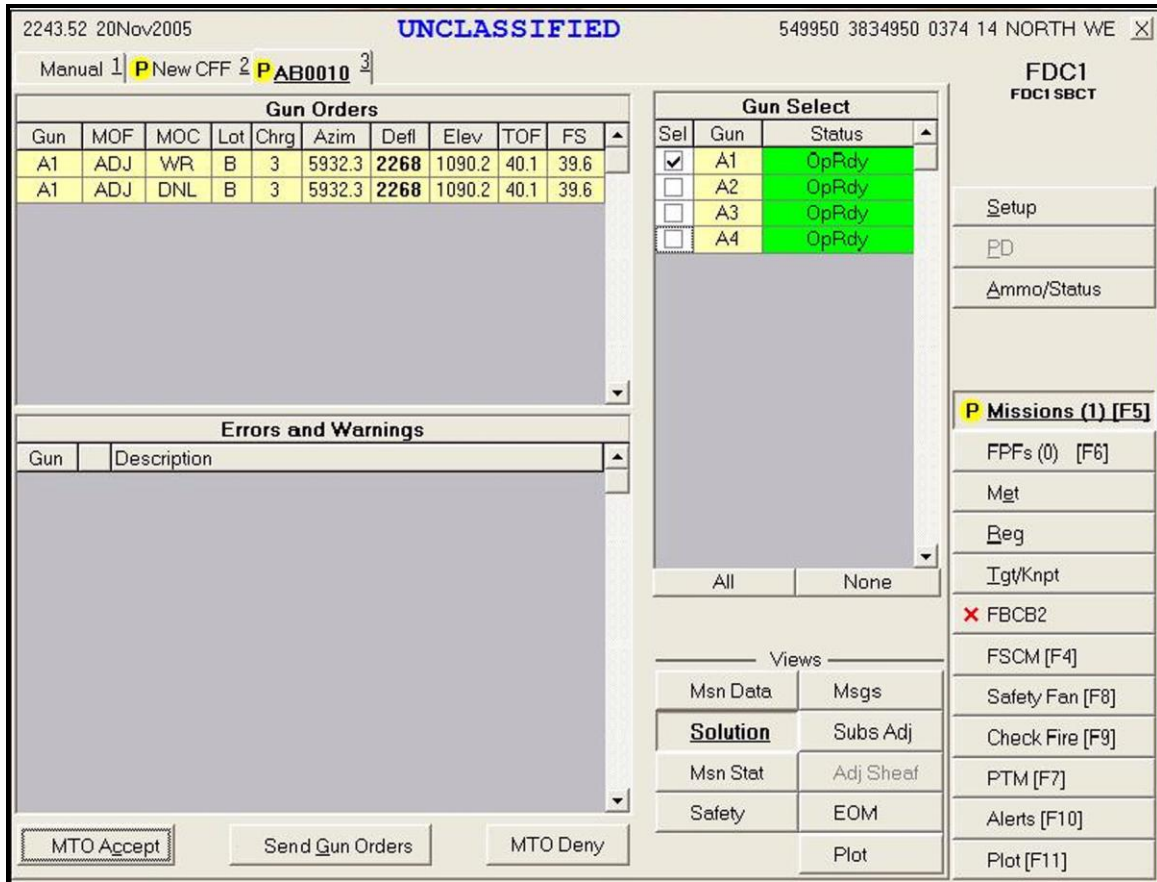 2243.52 20Nov2005 UNCLASSIFIED 549950 3834950 0374 14 NORTH WE X
Manual 1 P New CFF 2 P AB0010 3
FDC1
FDC1 SBCT
Gun Orders
Gun MOF MOC Lot Chrg Azim Defl Elev TOF FS
A1 ADJ WR B 3 5932.3 2268 1090.2 40.1 39.6
A1 ADJ DNL B 3 5932.3 2268 1090.2 40.1 39.6
Errors and Warnings
Gun Description
MTO Accept Send Gun Orders MTO Deny
Gun Select
Sel Gun Status
A1 OpRdy
A2 OpRdy
A3 OpRdy
A4 OpRdy
All None
Views
Msn Data Msgs
Solution Subs Adj
Msn Stat Adj Sheaf
Safety EOM
Plot
Setup
PD
Ammo/Status
P Missions (1) [F5]
FPFs (0) [F6]
Met
Reg
Tgt/Knpt
FBCB2
FSCM [F4]
Safety Fan [F8]
Check Fire [F9]
PTM [F7]
Alerts [F10]
Plot [F11]